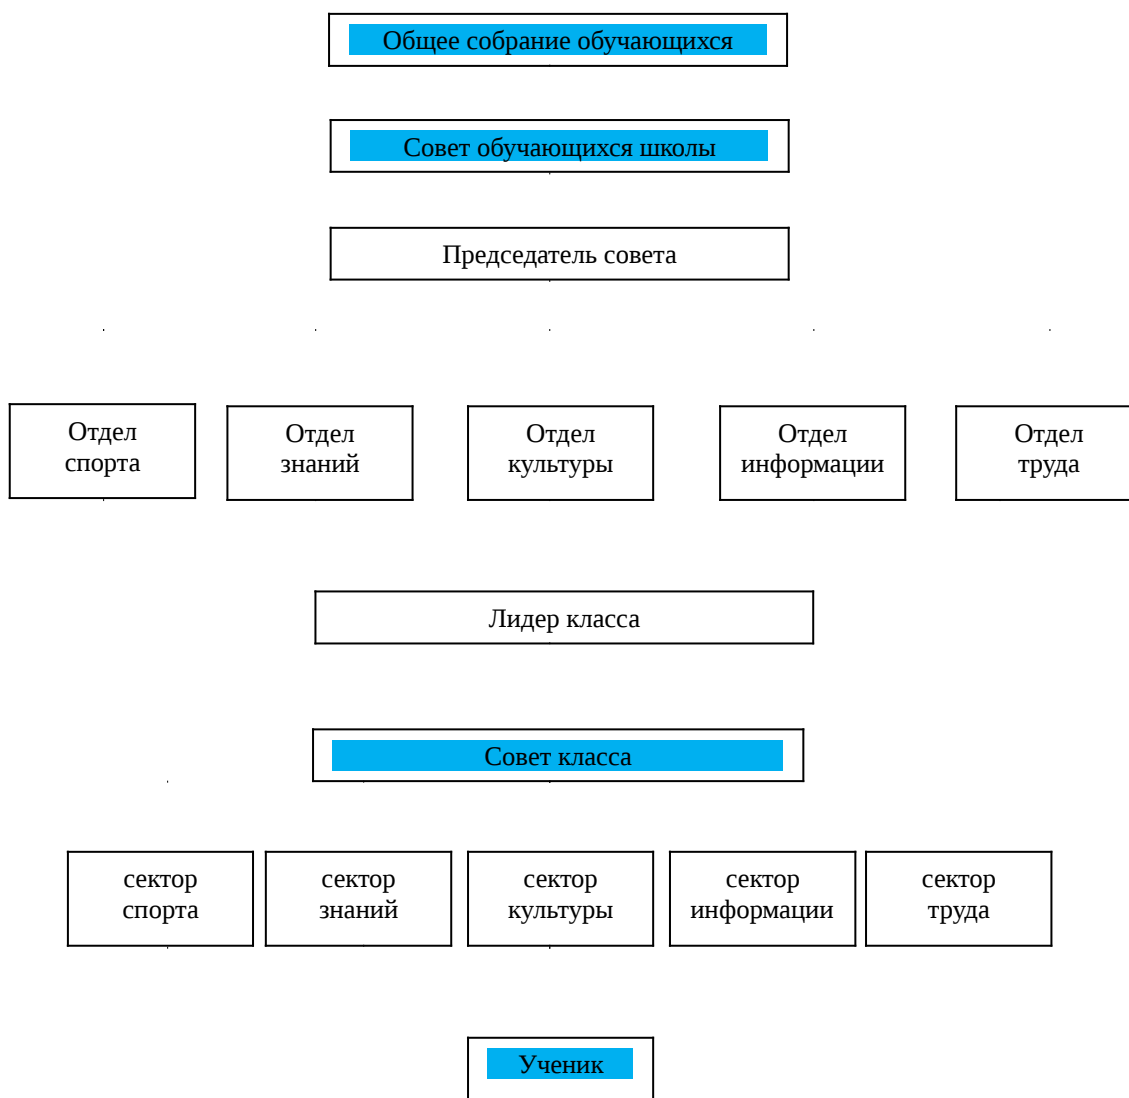 Общее собрание обучающихся
Совет обучающихся школы
Председатель совета
Отдел
спорта
Отдел
знаний
Отдел
культуры
Отдел
информации
Отдел
труда
Лидер класса
Совет класса
сектор
спорта
сектор
знаний
сектор
культуры
сектор
информации
сектор
труда
Ученик